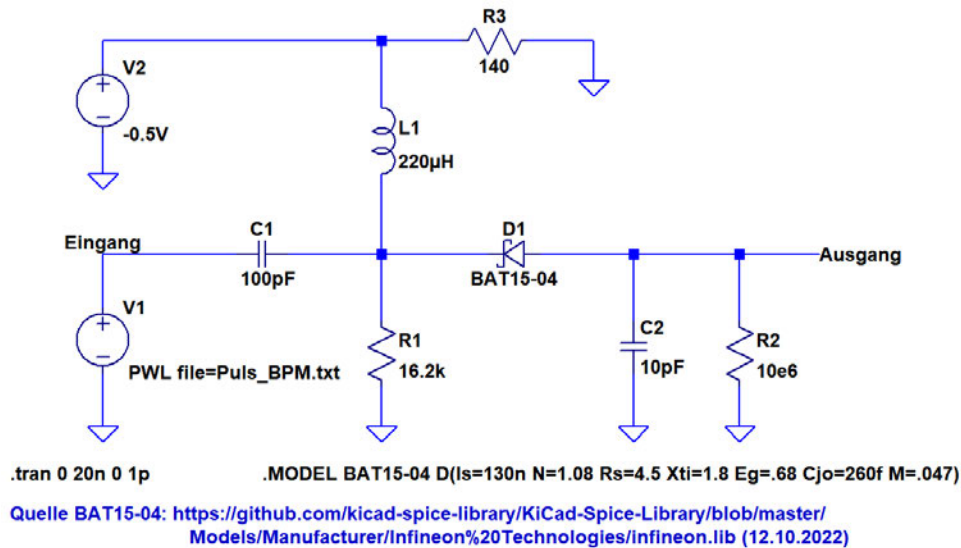 R3
140
V2
-0.5V
L1
220µH
Eingang
C1
100pF
D1
BAT15-04
Ausgang
V1
PWL file=Puls_BPM.txt
R1
16.2k
C2
10pF
R2
10e6
.tran 0 20n 0 1p
.MODEL BAT15-04 D(Is=130n N=1.08 Rs=4.5 Xti=1.8 Eg=.68 Cjo=260f M=.047)
Quelle BAT15-04: https://github.com/kicad-spice-library/KiCad-Spice-Library/blob/master/
Models/Manufacturer/Infineon%20Technologies/infineon.lib (12.10.2022)